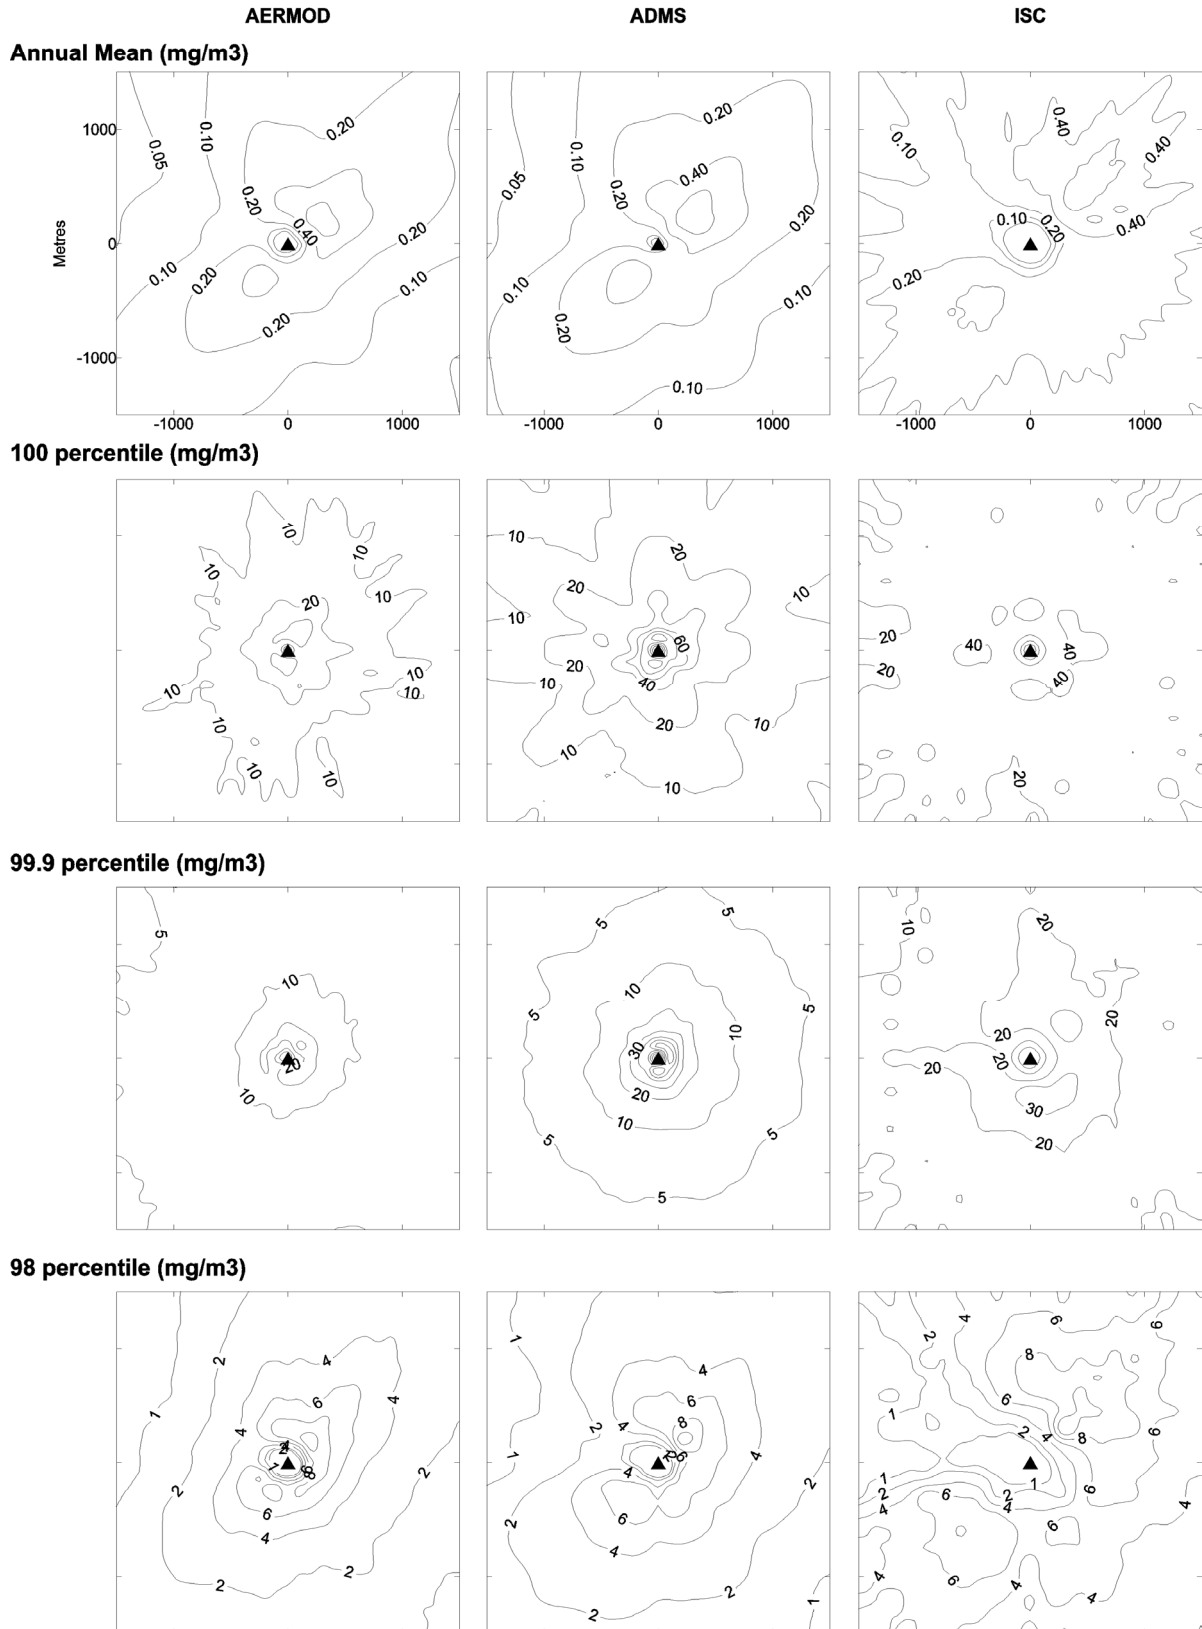 AERMOD ADMS ISC
Annual Mean (mg/m3)
0.05 0.10 0.20 0.20 0.40 0.20 0.10 0.20 0.20 0.10
0.05 0.10 0.20 0.20 0.40 0.20 0.10 0.10 0.20 0.10
0.10 0.40 0.40 0.10 0.20 0.40 0.20
Metres
1000
0
-1000
-1000 0 1000 -1000 0 1000 -1000 0 1000
100 percentile (mg/m3)
10 10 10 10 20 10 10 10 10 10 10
10 20 20 10 10 60 20 40 10 20 10 10 10
20 20 40 40 40 20
99.9 percentile (mg/m3)
5 10 20 10
5 5 10 5 5 10 30 20 10 5 5 5
10 20 20 20 20 20 30 20
98 percentile (mg/m3)
1 2 4 6 4 4 2 6 4 2 2 2
1 4 6 8 4 2 1 4 6 4 6 2 2 4 2 2 1
4 6 6 2 8 6 1 6 2 4 8 1 1 2 4 6 2 4 6 4 6 4 6 4 4